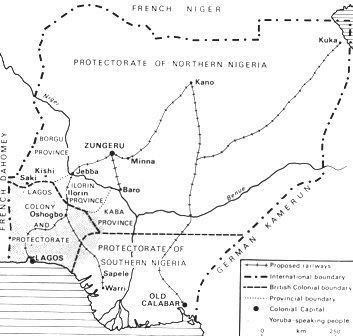 FRENCH NIGER
Kuka
PROTECTORATE OF NORTHERN NIGERIA
Kano
Niger
BORGU
PROVINCE
ZUNGERU
Minna
Kishi
Jebba
Saki
FRENCH DAHOMEY
LAGOS
ILORIN
Ilorin
PROVINCE
Baro
Benue
COLONY
Oshogbo
KABA
PROVINCE
AND
PROTECTORATE
LAGOS
PROTECTORATE OF
SOUTHERN NIGERIA
GERMAN KAMERUN
Sapele
Warri
OLD
CALABAR
Proposed railways
International boundary
British Colonial boundary
Provincial boundary
Colonial Capital
Yoruba-speaking people
0 km 250